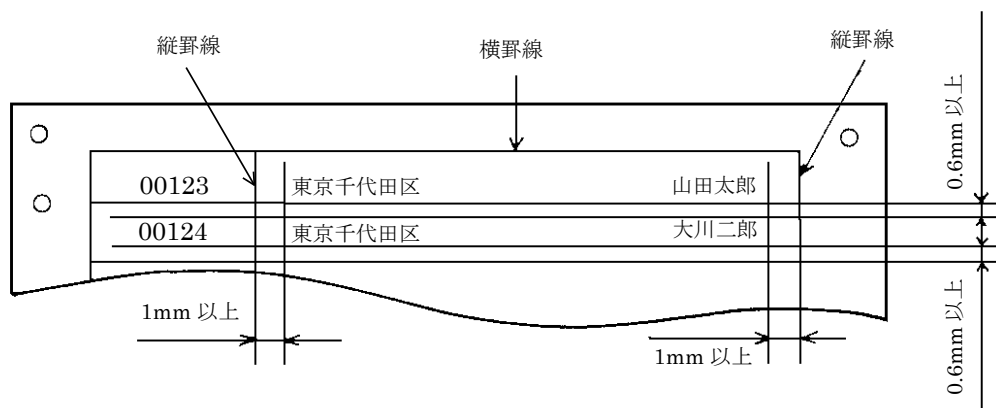 縦罫線
横罫線
縦罫線
0.6mm 以上
00123 東京千代田区 山田太郎
00124 東京千代田区 大川二郎
1mm 以上
1mm 以上
0.6mm 以上